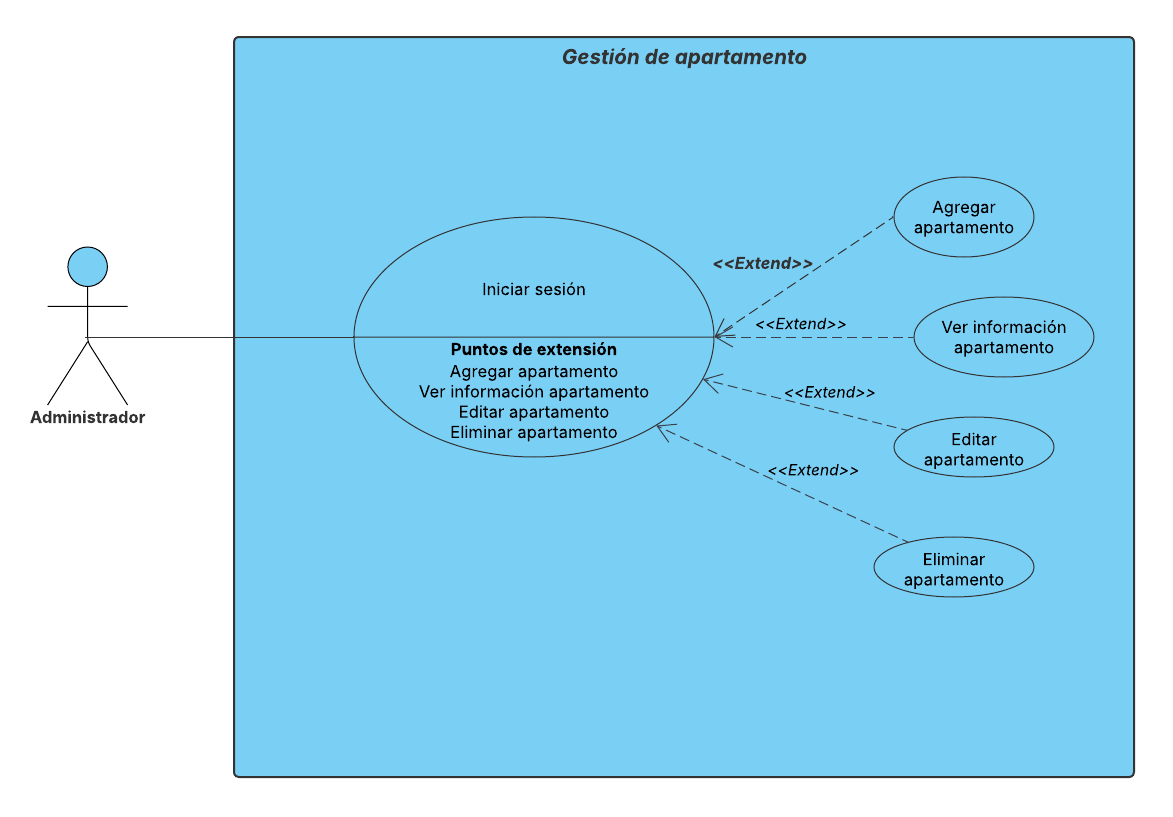 Gestión de apartamento
Administrador
Iniciar sesión
Puntos de extensión
Agregar apartamento
Ver información apartamento
Editar apartamento
Eliminar apartamento
<<Extend>>
Agregar
apartamento
<<Extend>>
Ver información
apartamento
<<Extend>>
Editar
apartamento
<<Extend>>
Eliminar
apartamento